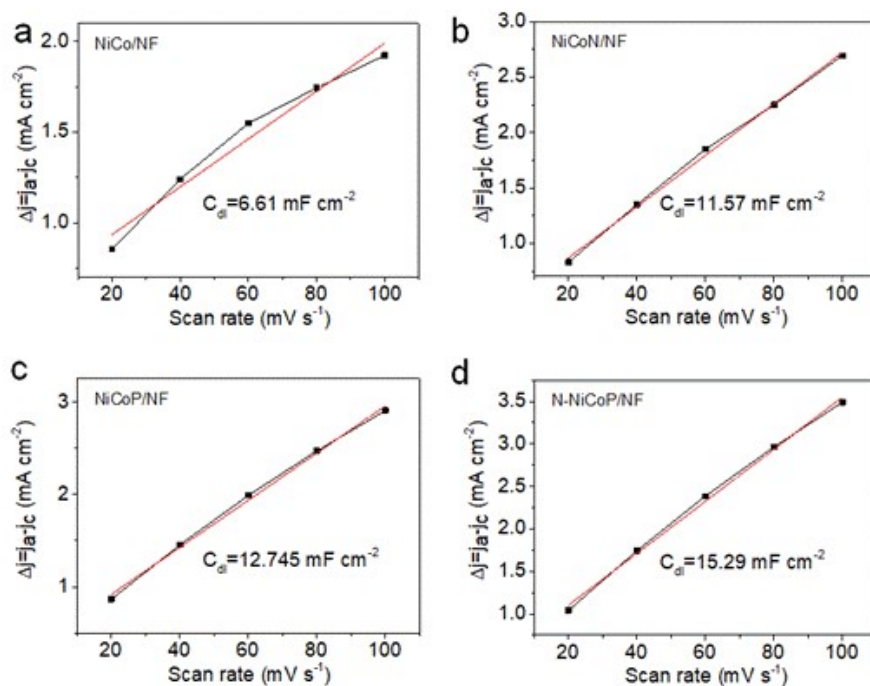 a
NiCo/NF
2.0
1.5
1.0
Δj=ja-jc (mA cm⁻²)
Cdl=6.61 mF cm⁻²
20 40 60 80 100
Scan rate (mV s⁻¹)
b
NiCoN/NF
3.0
2.5
2.0
1.5
1.0
0.5
Δj=ja-jc (mA cm⁻²)
Cdl=11.57 mF cm⁻²
20 40 60 80 100
Scan rate (mV s⁻¹)
c
NiCoP/NF
3
2
1
Δj=ja-jc (mA cm⁻²)
Cdl=12.745 mF cm⁻²
20 40 60 80 100
Scan rate (mV s⁻¹)
d
N-NiCoP/NF
3.5
3.0
2.5
2.0
1.5
1.0
Δj=ja-jc (mA cm⁻²)
Cdl=15.29 mF cm⁻²
20 40 60 80 100
Scan rate (mV s⁻¹)